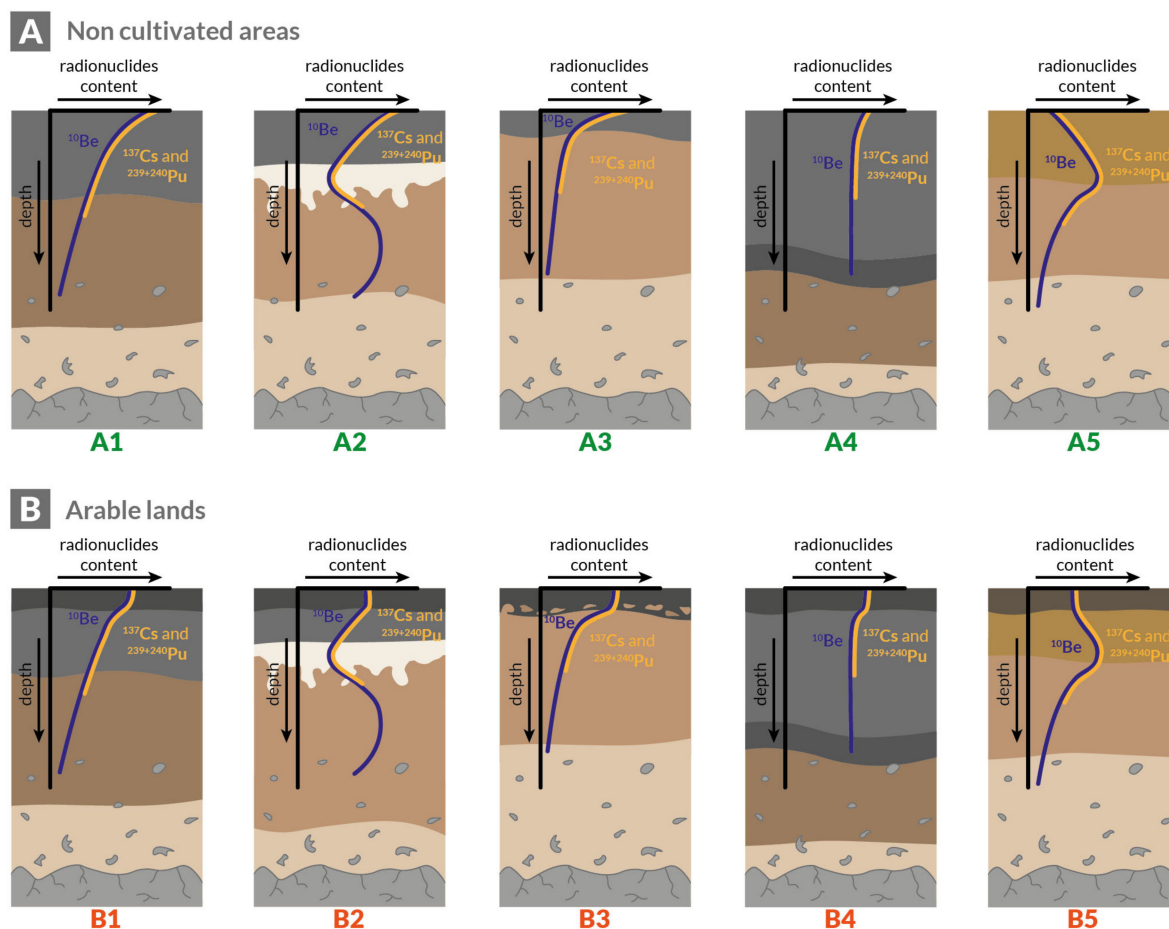 A Non cultivated areas
radionuclides
content
depth
¹⁰Be
¹³⁷Cs and
²³⁹⁺²⁴⁰Pu
A1
radionuclides
content
depth
¹⁰Be
¹³⁷Cs and
²³⁹⁺²⁴⁰Pu
A2
radionuclides
content
depth
¹⁰Be
¹³⁷Cs and
²³⁹⁺²⁴⁰Pu
A3
radionuclides
content
depth
¹⁰Be
¹³⁷Cs and
²³⁹⁺²⁴⁰Pu
A4
radionuclides
content
depth
¹⁰Be
¹³⁷Cs and
²³⁹⁺²⁴⁰Pu
A5
B Arable lands
radionuclides
content
depth
¹⁰Be
¹³⁷Cs and
²³⁹⁺²⁴⁰Pu
B1
radionuclides
content
depth
¹⁰Be
¹³⁷Cs and
²³⁹⁺²⁴⁰Pu
B2
radionuclides
content
depth
¹⁰Be
¹³⁷Cs and
²³⁹⁺²⁴⁰Pu
B3
radionuclides
content
depth
¹⁰Be
¹³⁷Cs and
²³⁹⁺²⁴⁰Pu
B4
radionuclides
content
depth
¹⁰Be
¹³⁷Cs and
²³⁹⁺²⁴⁰Pu
B5